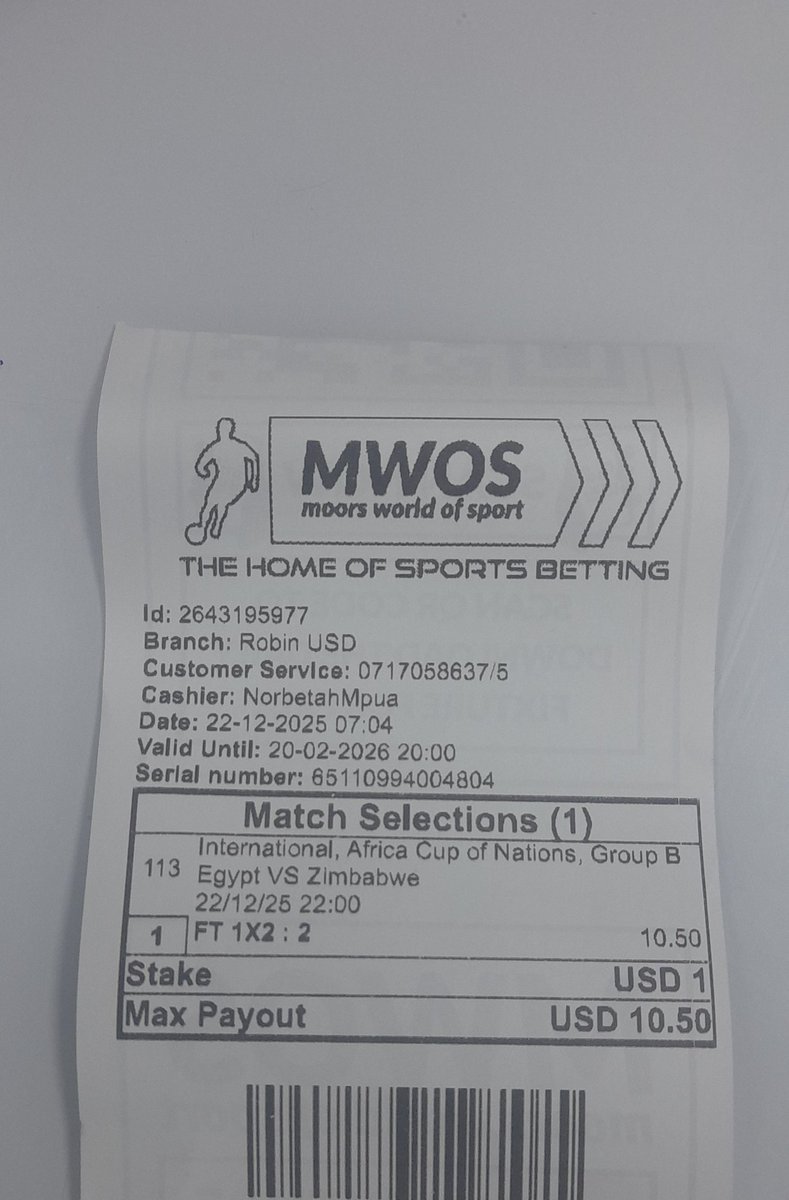 MWOS
moors world of sport
THE HOME OF SPORTS BETTING
Id: 2643195977
Branch: Robin USD
Customer Service: 0717058637/5
Cashier: NorbetahMpua
Date: 22-12-2025 07:04
Valid Until: 20-02-2026 20:00
Serial number: 65110994004804
Match Selections (1)
International, Africa Cup of Nations, Group B
113 Egypt VS Zimbabwe
22/12/25 22:00
1 FT 1X2 : 2 10.50
Stake USD 1
Max Payout USD 10.50